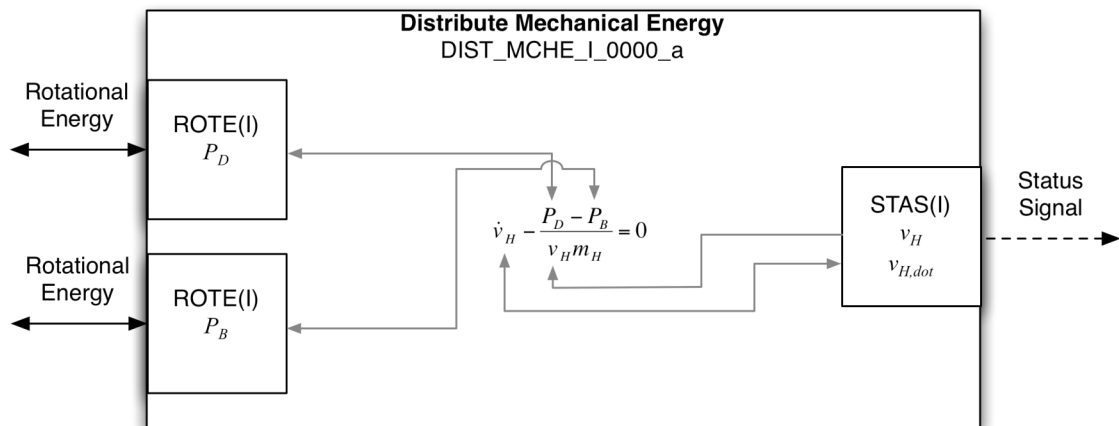 Distribute Mechanical Energy
DIST_MCHE_I_0000_a
Rotational
Energy
ROTE(I)
P_D
Rotational
Energy
ROTE(I)
P_B
v̇_H − (P_D − P_B)/(v_H m_H) = 0
STAS(I)
v_H
v_{H,dot}
Status
Signal